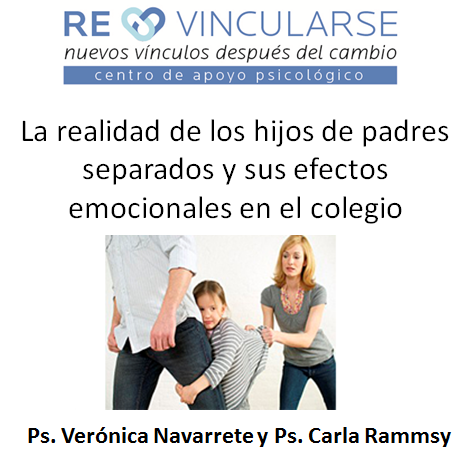 RE VINCULARSE
nuevos vínculos después del cambio
centro de apoyo psicológico
La realidad de los hijos de padres
separados y sus efectos
emocionales en el colegio
Ps. Verónica Navarrete y Ps. Carla Rammsy